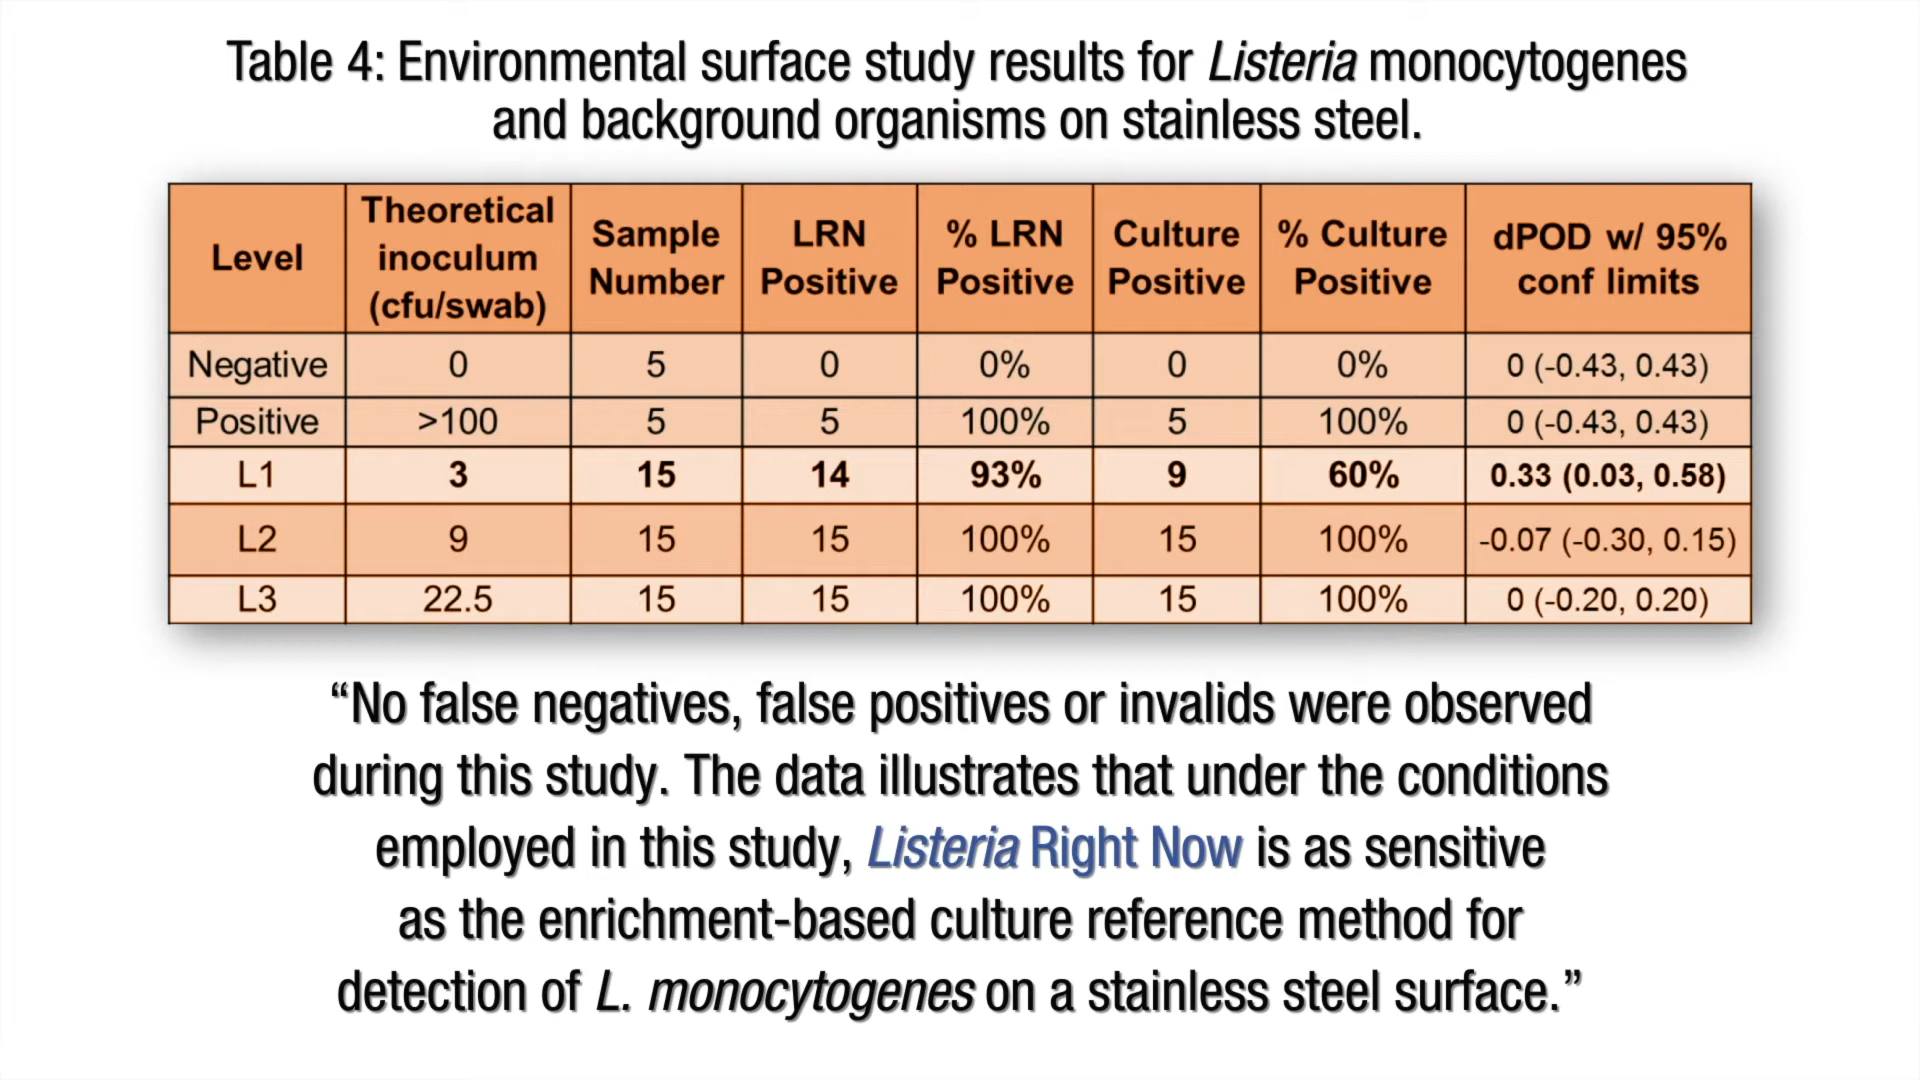 Table 4: Environmental surface study results for Listeria monocytogenes
and background organisms on stainless steel.
Level Theoretical inoculum (cfu/swab) Sample Number LRN Positive % LRN Positive Culture Positive % Culture Positive dPOD w/ 95% conf limits
Negative 0 5 0 0% 0 0% 0 (-0.43, 0.43)
Positive >100 5 5 100% 5 100% 0 (-0.43, 0.43)
L1 3 15 14 93% 9 60% 0.33 (0.03, 0.58)
L2 9 15 15 100% 15 100% -0.07 (-0.30, 0.15)
L3 22.5 15 15 100% 15 100% 0 (-0.20, 0.20)
“No false negatives, false positives or invalids were observed
during this study. The data illustrates that under the conditions
employed in this study, Listeria Right Now is as sensitive
as the enrichment-based culture reference method for
detection of L. monocytogenes on a stainless steel surface.”